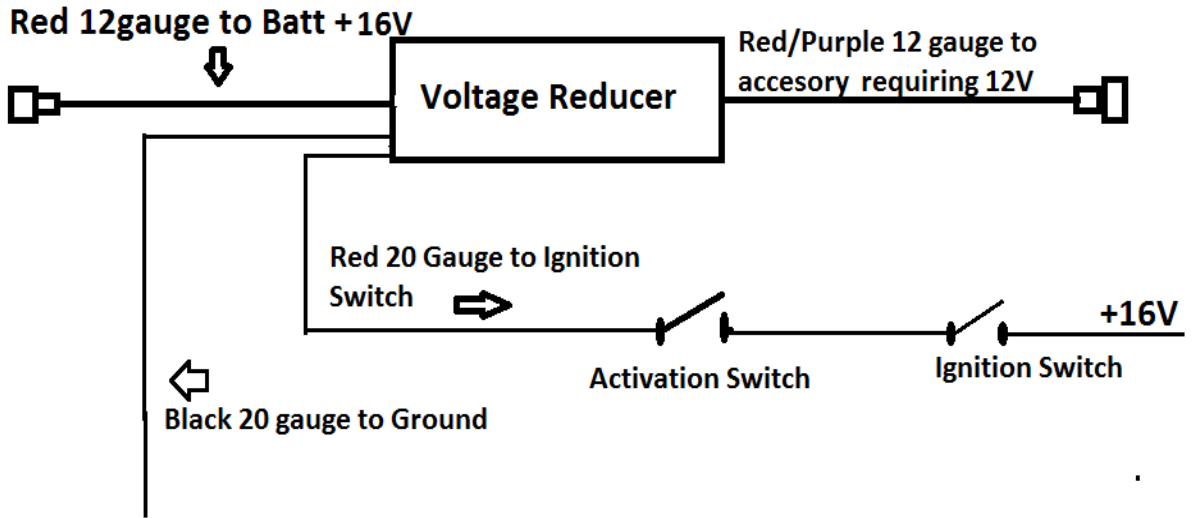 Red 12gauge to Batt +16V
Red/Purple 12 gauge to
accesory requiring 12V
Voltage Reducer
Red 20 Gauge to Ignition
Switch
+16V
Activation Switch
Ignition Switch
Black 20 gauge to Ground